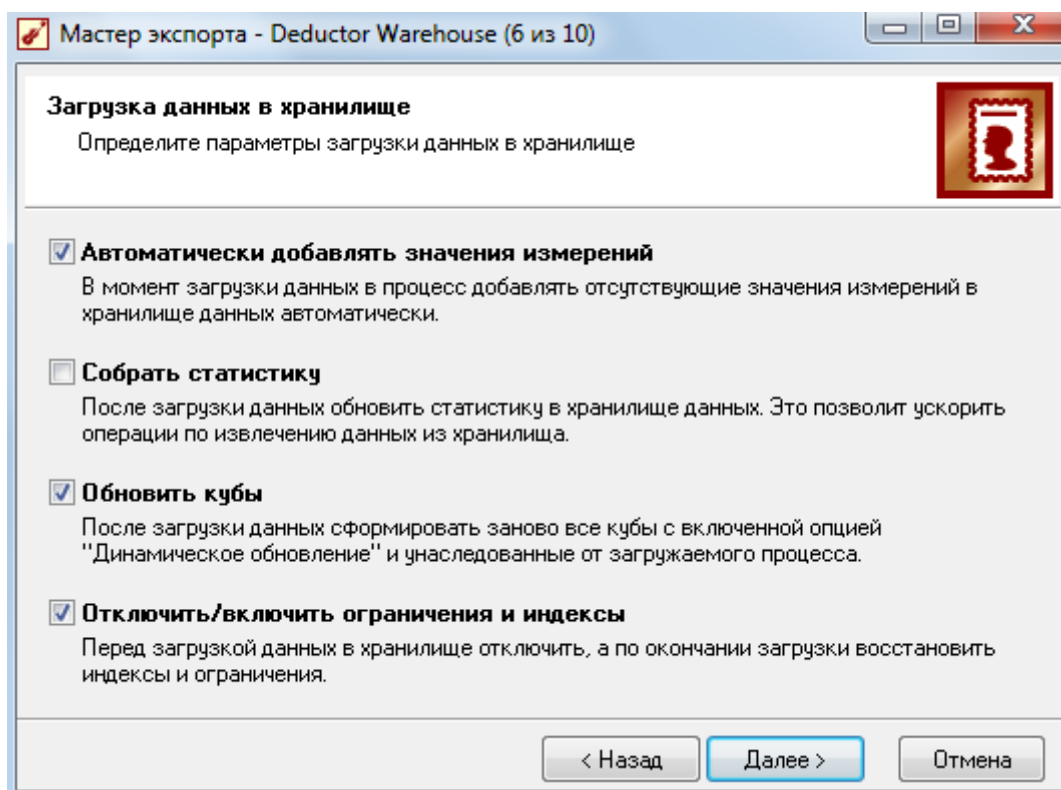 Мастер экспорта - Deductor Warehouse (6 из 10)
Загрузка данных в хранилище
Определите параметры загрузки данных в хранилище
Автоматически добавлять значения измерений
В момент загрузки данных в процесс добавлять отсутствующие значения измерений в
хранилище данных автоматически.
Собрать статистику
После загрузки данных обновить статистику в хранилище данных. Это позволит ускорить
операции по извлечению данных из хранилища.
Обновить кубы
После загрузки данных сформировать заново все кубы с включенной опцией
"Динамическое обновление" и унаследованные от загружаемого процесса.
Отключить/включить ограничения и индексы
Перед загрузкой данных в хранилище отключить, а по окончании загрузки восстановить
индексы и ограничения.
< Назад Далее > Отмена